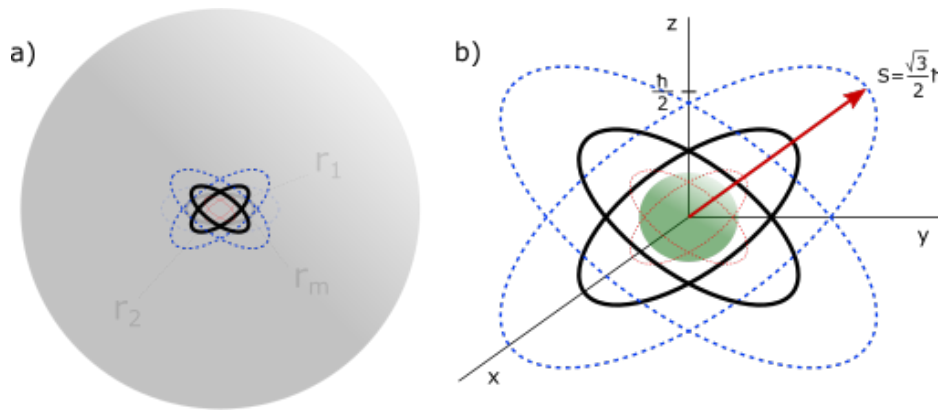 a)
r₁
rₘ
r₂
b)
z
ħ/2
S=√3/2 ħ
y
x